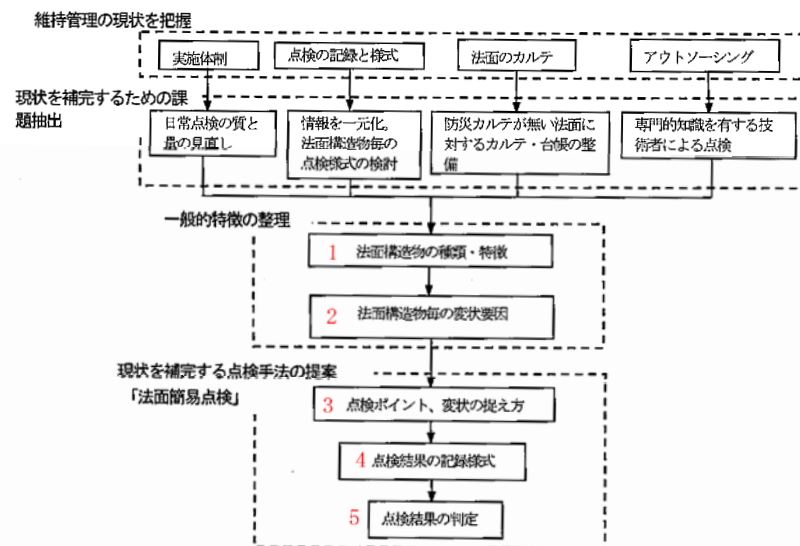 維持管理の現状を把握
実施体制
点検の記録と様式
法面のカルテ
アウトソーシング
現状を補完するための課
題抽出
日常点検の質と
量の見直し
情報を一元化。
法面構造物毎の
点検様式の検討
防災カルテが無い法面に
対するカルテ・台帳の整
備
専門的知識を有する技
術者による点検
一般的特徴の整理
1 法面構造物の種類・特徴
2 法面構造物毎の変状要因
現状を補完する点検手法の提案
「法面簡易点検」
3 点検ポイント、変状の捉え方
4 点検結果の記録様式
5 点検結果の判定